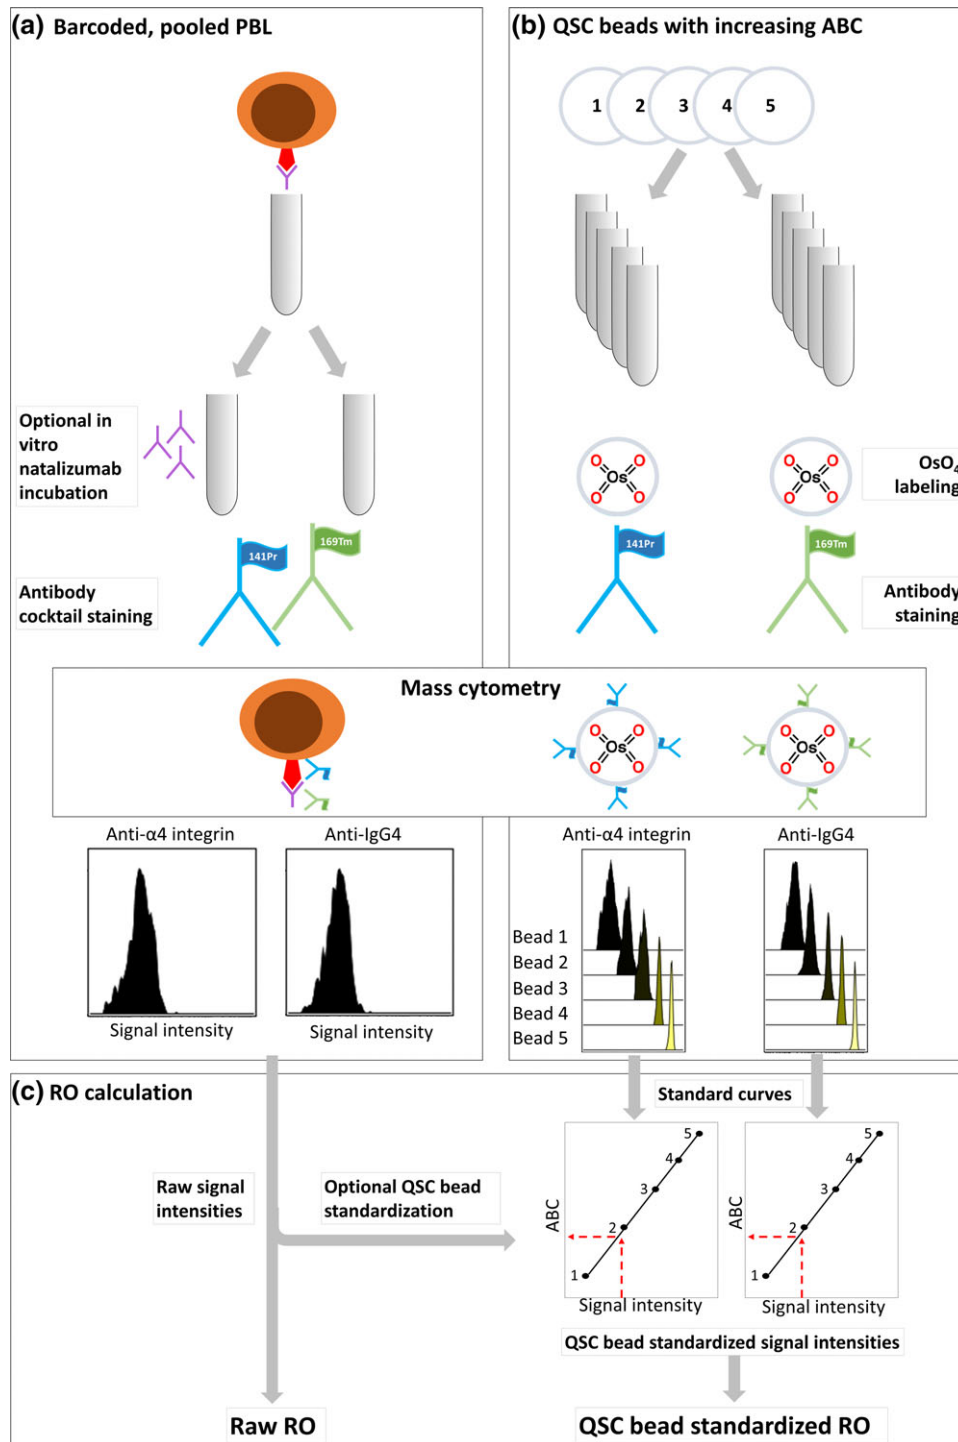 (a) Barcoded, pooled PBL
Optional in
vitro
natalizumab
incubation
141Pr
169Tm
Antibody
cocktail staining
(b) QSC beads with increasing ABC
1 2 3 4 5
O O O O Os
O O O O Os
OsO4
labeling
141Pr
169Tm
Antibody
staining
Mass cytometry
O O O O Os
O O O O Os
Anti-α4 integrin
Anti-IgG4
Signal intensity
Signal intensity
Anti-α4 integrin
Anti-IgG4
Bead 1
Bead 2
Bead 3
Bead 4
Bead 5
(c) RO calculation
Standard curves
Raw signal
intensities
Optional QSC bead
standardization
ABC
5
4
3
2
1
Signal intensity
ABC
5
4
3
2
1
Signal intensity
QSC bead standardized signal intensities
Raw RO
QSC bead standardized RO